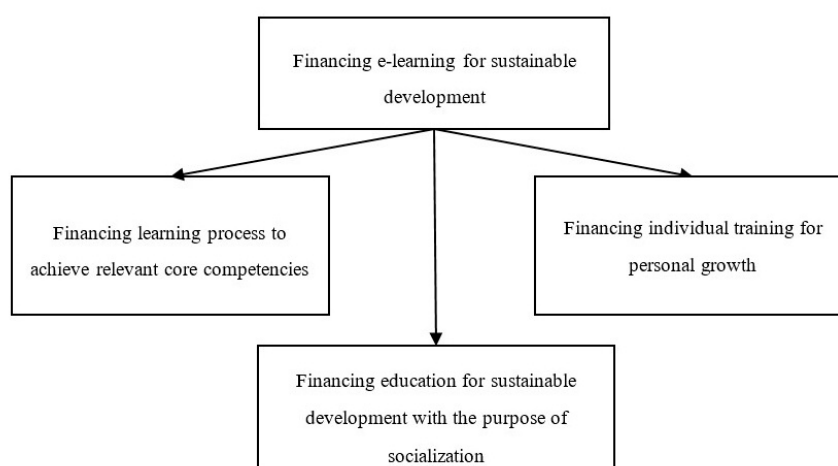 Financing e-learning for sustainable
development
Financing learning process to
achieve relevant core competencies
Financing individual training for
personal growth
Financing education for sustainable
development with the purpose of
socialization